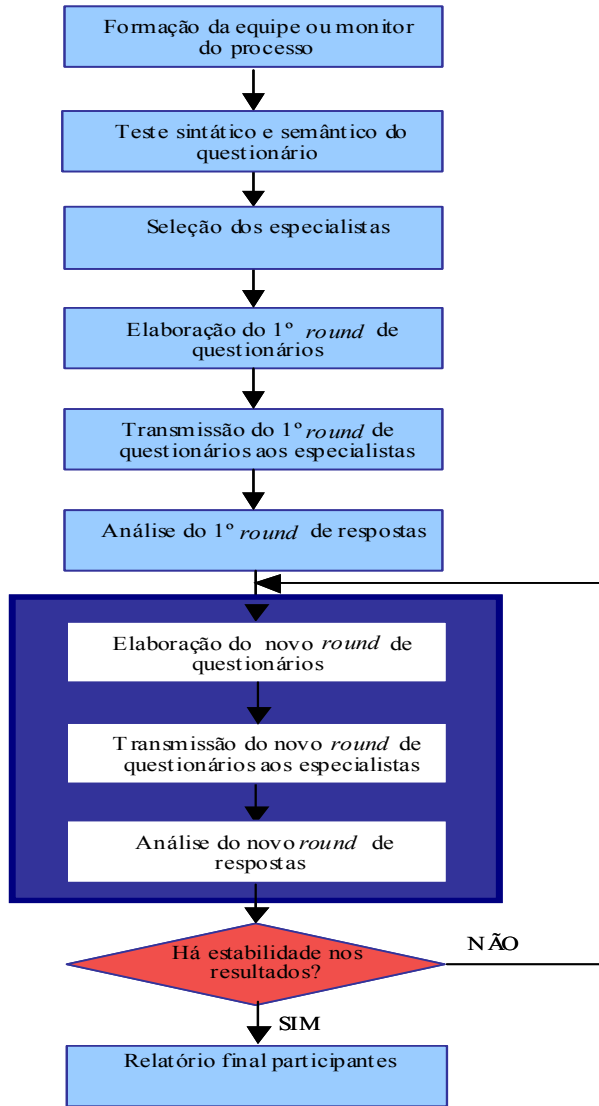 Formação da equipe ou monitor
do processo
Teste sintático e semântico do
questionário
Seleção dos especialistas
Elaboração do 1º round de
questionários
Transmissão do 1º round de
questionários aos especialistas
Análise do 1º round de respostas
Elaboração do novo round de
questionários
Transmissão do novo round de
questionários aos especialistas
Análise do novo round de
respostas
Há estabilidade nos
resultados?
NÃO
SIM
Relatório final participantes